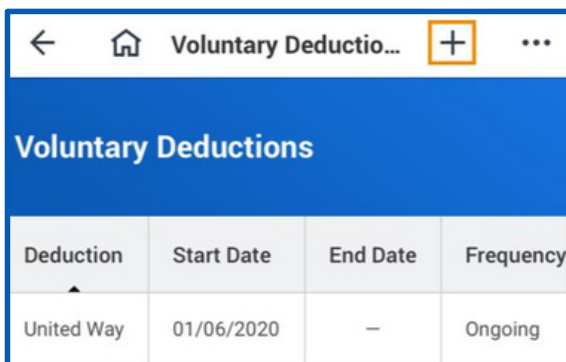 Voluntary Deductio...
Voluntary Deductions
Deduction Start Date End Date Frequency
United Way 01/06/2020 — Ongoing